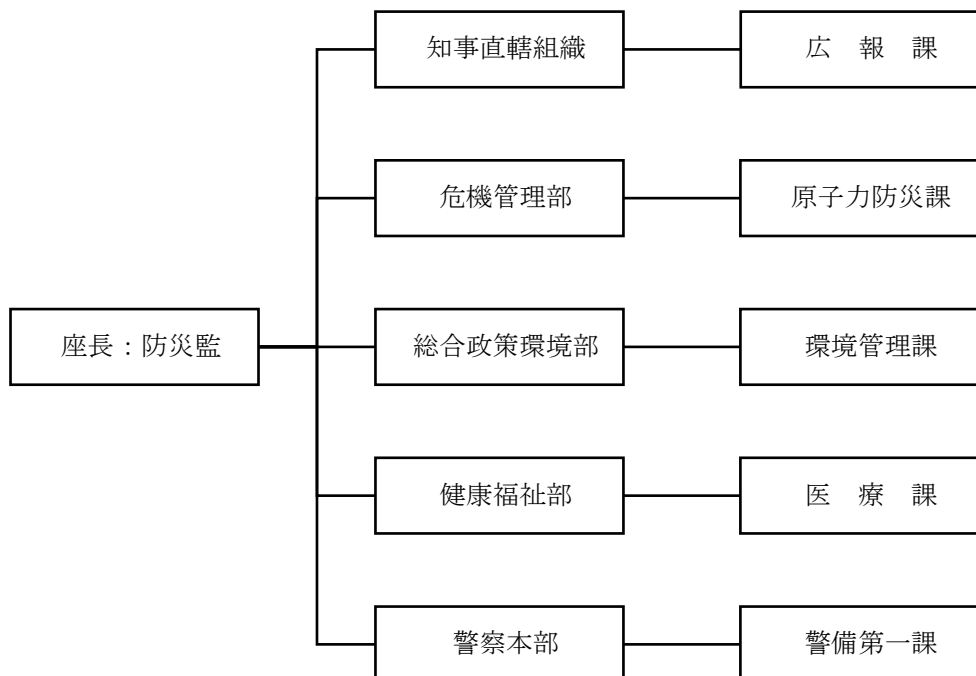 知事直轄組織
広　報　課
危機管理部
原子力防災課
座長：防災監
総合政策環境部
環境管理課
健康福祉部
医　療　課
警察本部
警備第一課